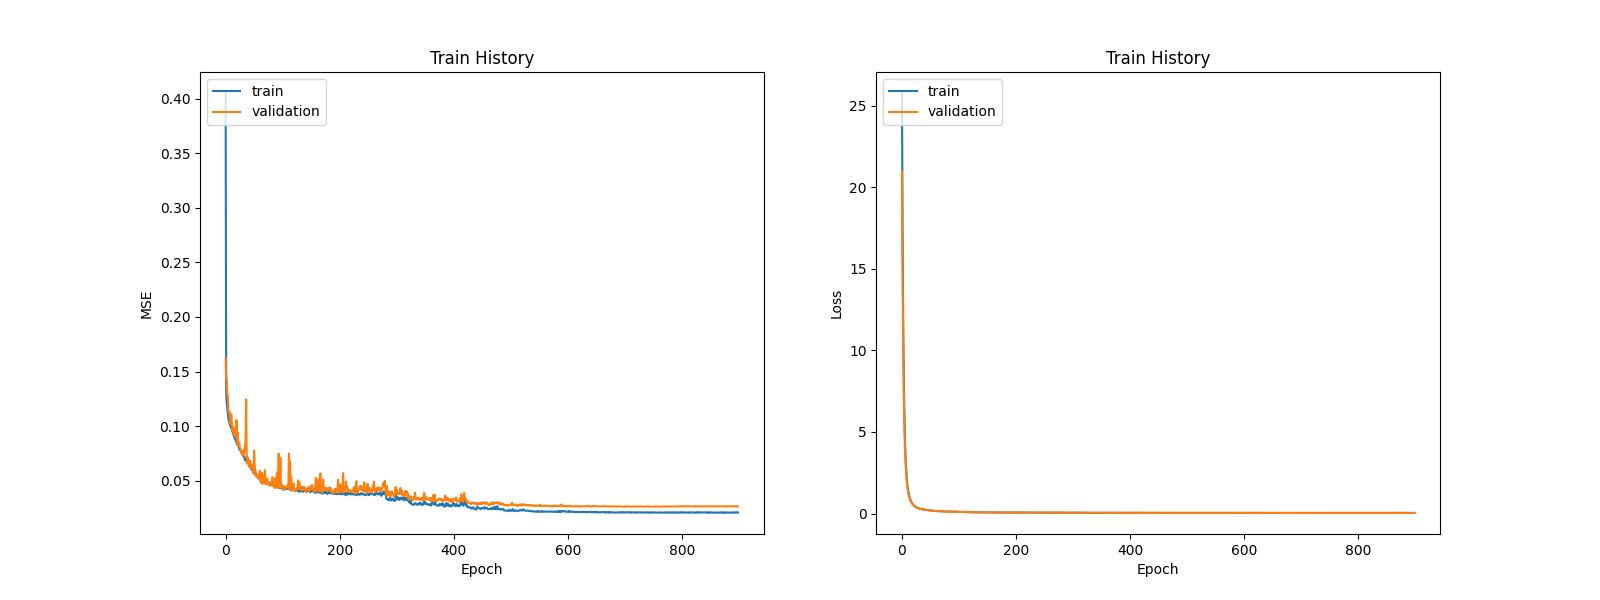 Train History
train
validation
0.40
0.35
0.30
0.25
0.20
0.15
0.10
0.05
MSE
0 200 400 600 800
Epoch
Train History
train
validation
25
20
15
10
5
0
Loss
0 200 400 600 800
Epoch